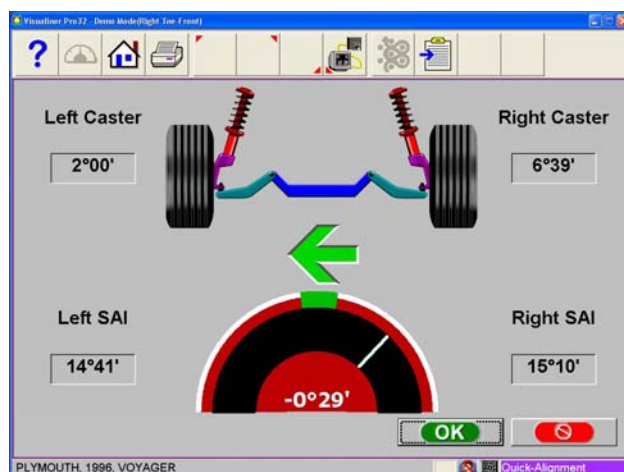 Visualiner Pro32 - Demo Mode(Right Toe-Front)
?
Left Caster
Right Caster
2°00'
6°39'
Left SAI
Right SAI
14°41'
15°10'
-0°29'
OK
PLYMOUTH, 1996, VOYAGER
Quick-Alignment